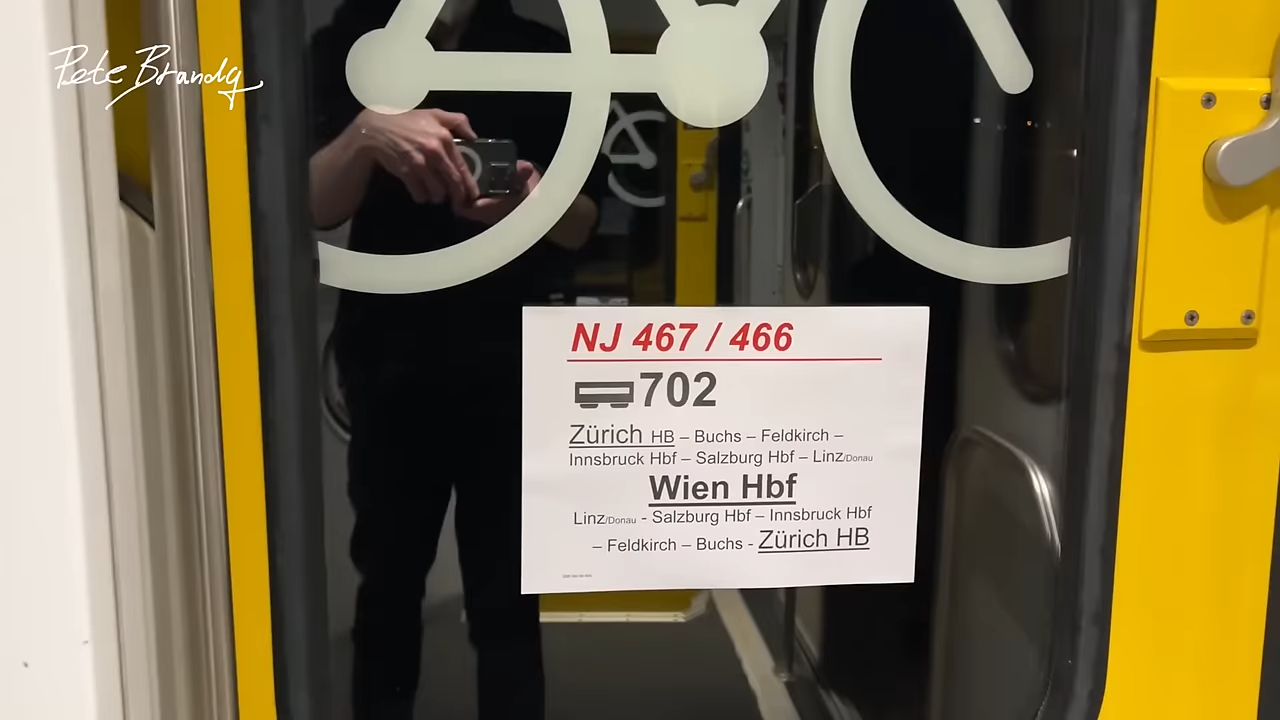 Pete Brandy
NJ 467 / 466
702
Zürich HB – Buchs – Feldkirch –
Innsbruck Hbf – Salzburg Hbf – Linz/Donau
Wien Hbf
Linz/Donau - Salzburg Hbf – Innsbruck Hbf
– Feldkirch – Buchs - Zürich HB